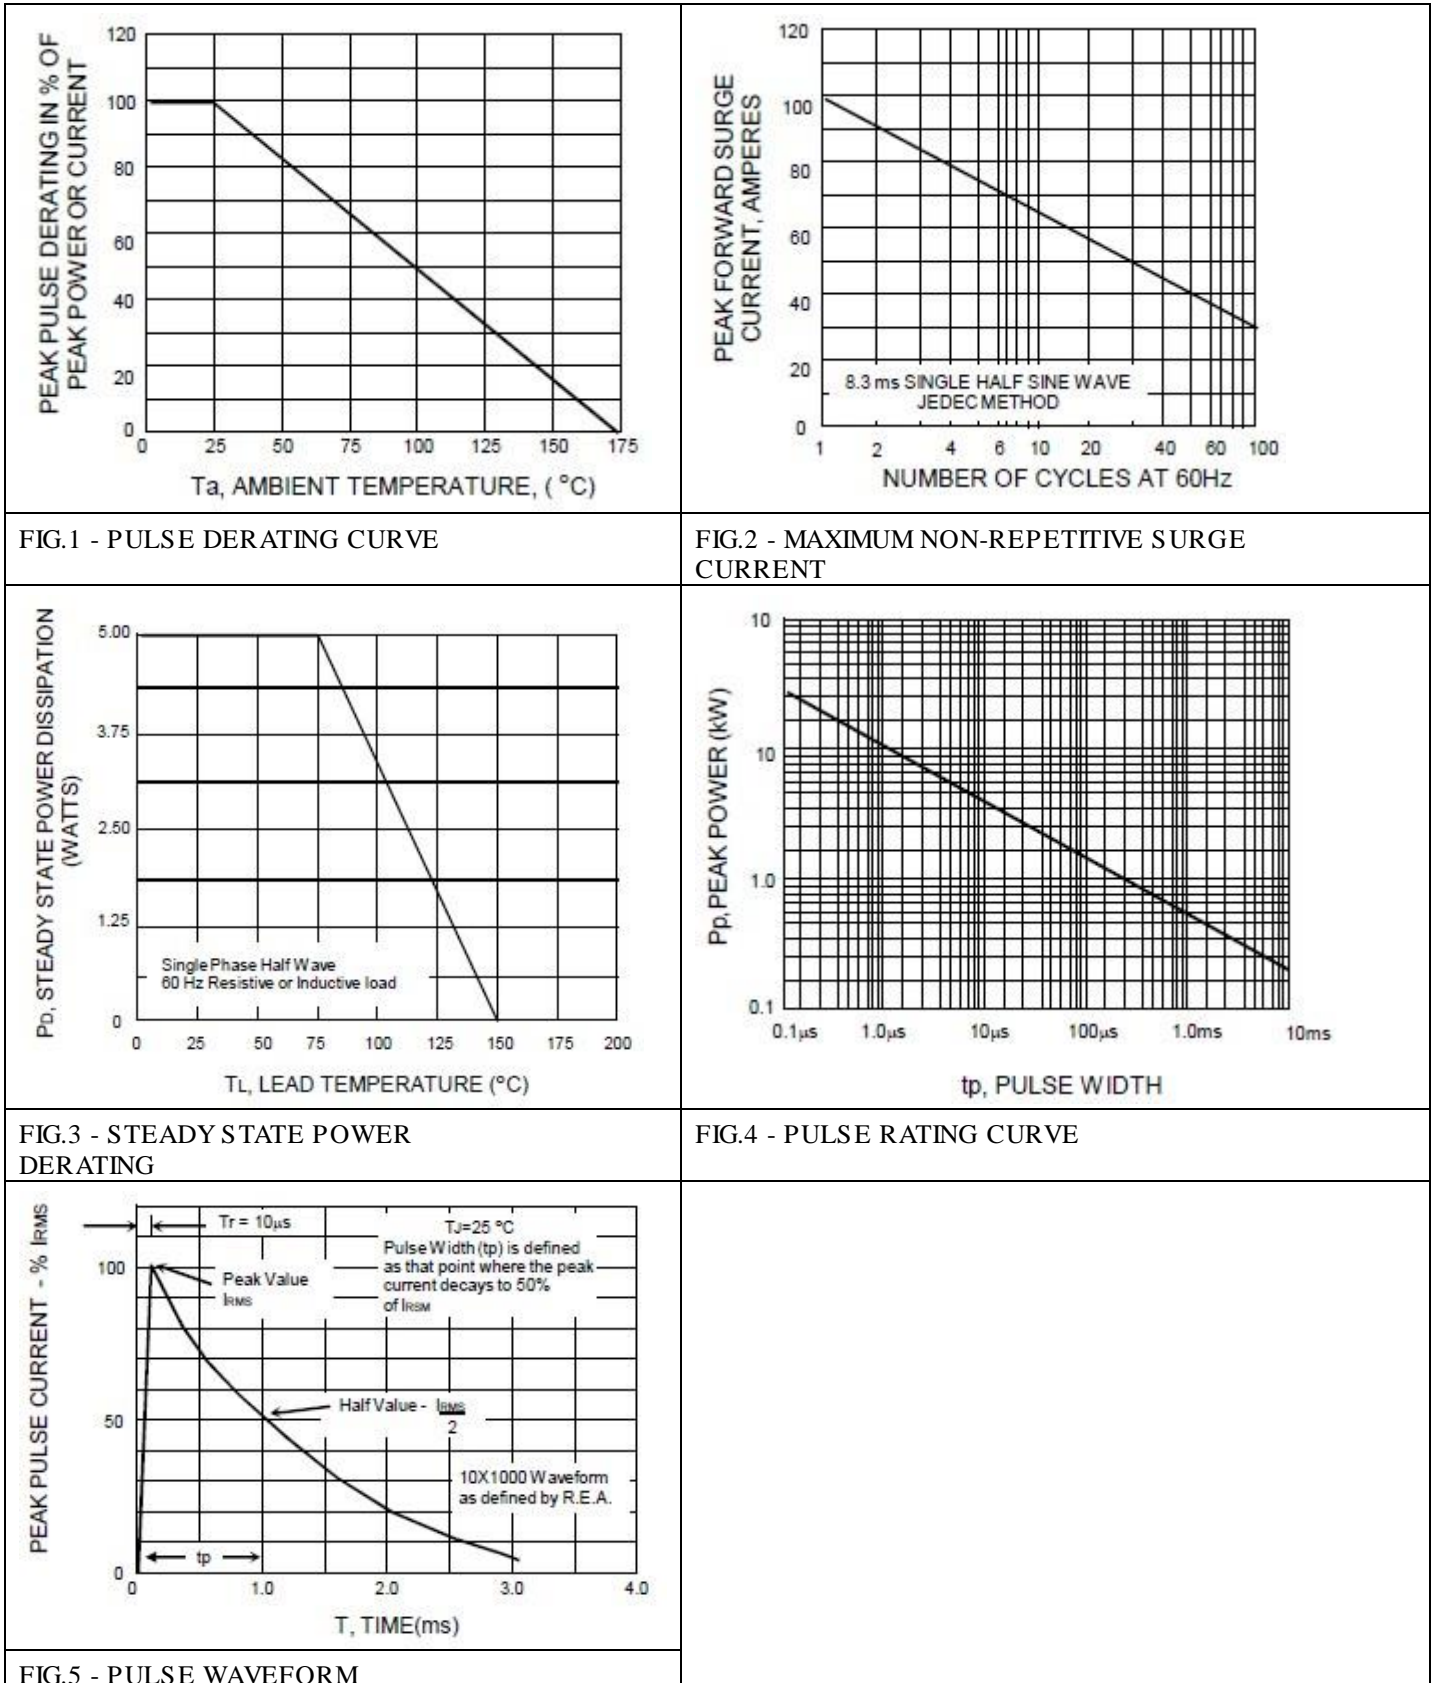 PEAK PULSE DERATING IN % OF
PEAK POWER OR CURRENT
120
100
80
60
40
20
0
0 25 50 75 100 125 150 175
Ta, AMBIENT TEMPERATURE, ( °C)
FIG.1 - PULSE DERATING CURVE
PEAK FORWARD SURGE
CURRENT, AMPERES
120
100
80
60
40
20
0
8.3 ms SINGLE HALF SINE WAVE
JEDEC METHOD
1 2 4 6 10 20 40 60 100
NUMBER OF CYCLES AT 60Hz
FIG.2 - MAXIMUM NON-REPETITIVE SURGE
CURRENT
PD, STEADY STATE POWER DISSIPATION
(WATTS)
5.00
3.75
2.50
1.25
0
Single Phase Half Wave
60 Hz Resistive or Inductive load
0 25 50 75 100 125 150 175 200
TL, LEAD TEMPERATURE (°C)
FIG.3 - STEADY STATE POWER
DERATING
Pp, PEAK POWER (kW)
10
10
1.0
0.1
0.1µs 1.0µs 10µs 100µs 1.0ms 10ms
tp, PULSE WIDTH
FIG.4 - PULSE RATING CURVE
PEAK PULSE CURRENT - % IRMS
100
50
0
Tr = 10µs
Peak Value
IRMS
TJ=25 °C
Pulse Width (tp) is defined
as that point where the peak
current decays to 50%
of IRSM
Half Value - IRMS
2
10X1000 Waveform
as defined by R.E.A.
tp
0 1.0 2.0 3.0 4.0
T, TIME(ms)
FIG.5 - PULSE WAVEFORM